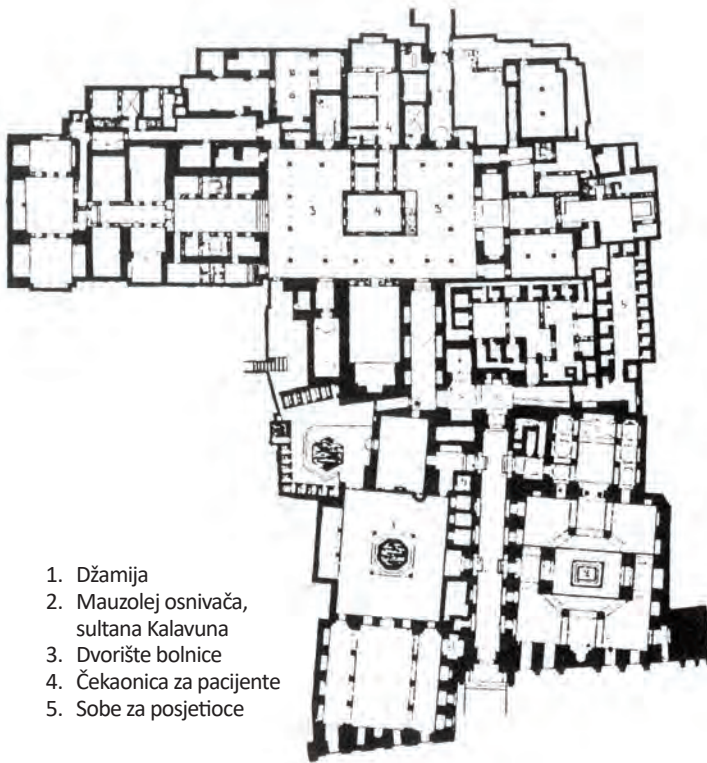 1. Džamija
2. Mauzolej osnivača,
sultana Kalavuna
3. Dvorište bolnice
4. Čekaonica za pacijente
5. Sobe za posjetioce